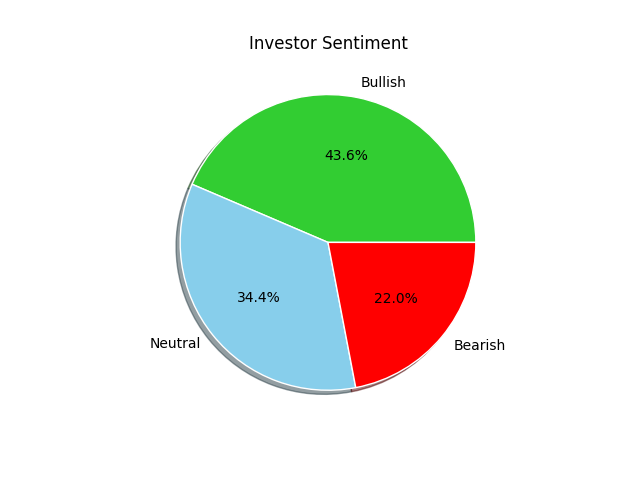 Investor Sentiment
Bullish
43.6%
34.4%
22.0%
Neutral
Bearish